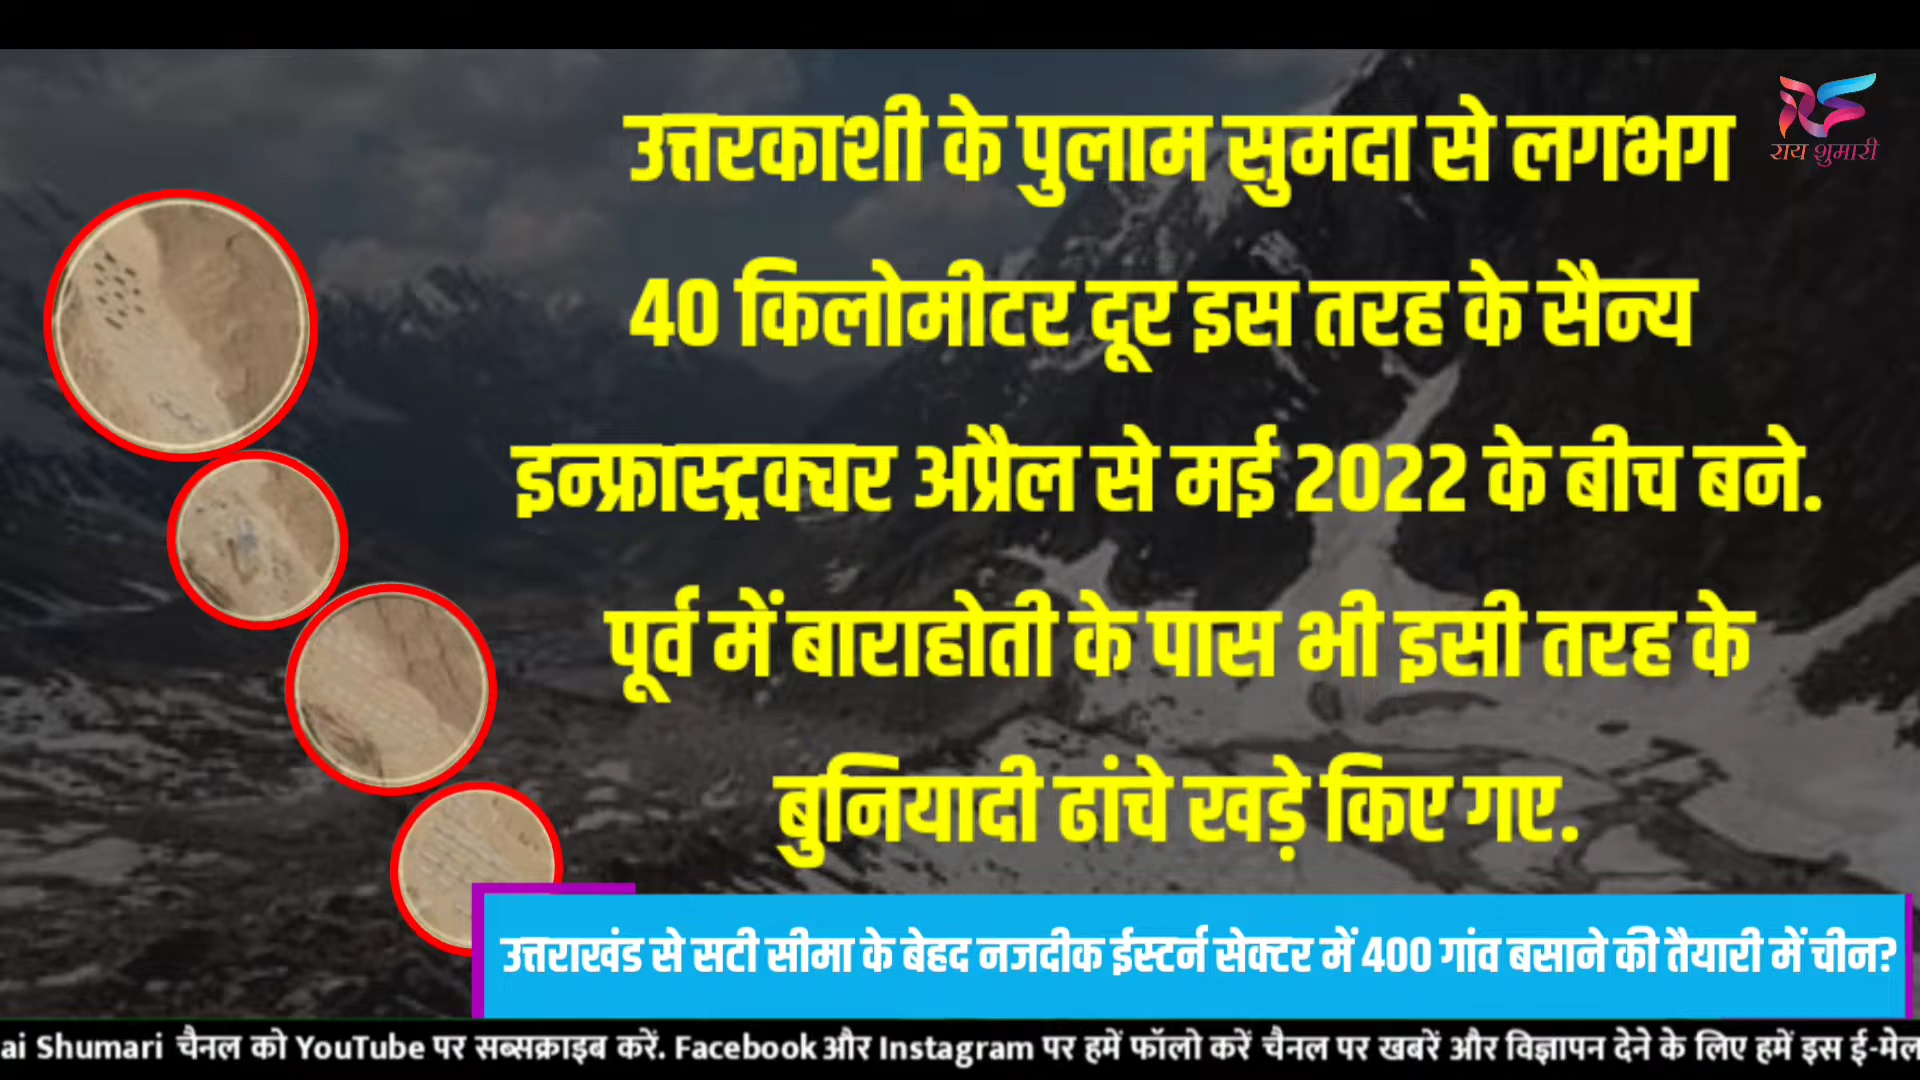 राय शुमारी
उत्तरकाशी के पुलाम सुमदा से लगभग
40 किलोमीटर दूर इस तरह के सैन्य
इन्फ्रास्ट्रक्चर अप्रैल से मई 2022 के बीच बने.
पूर्व में बाराहोती के पास भी इसी तरह के
बुनियादी ढांचे खड़े किए गए.
उत्तराखंड से सटी सीमा के बेहद नजदीक ईस्टर्न सेक्टर में 400 गांव बसाने की तैयारी में चीन?
ai Shumari चैनल को YouTube पर सब्सक्राइब करें. Facebook और Instagram पर हमें फॉलो करें चैनल पर खबरें और विज्ञापन देने के लिए हमें इस ई-मेल